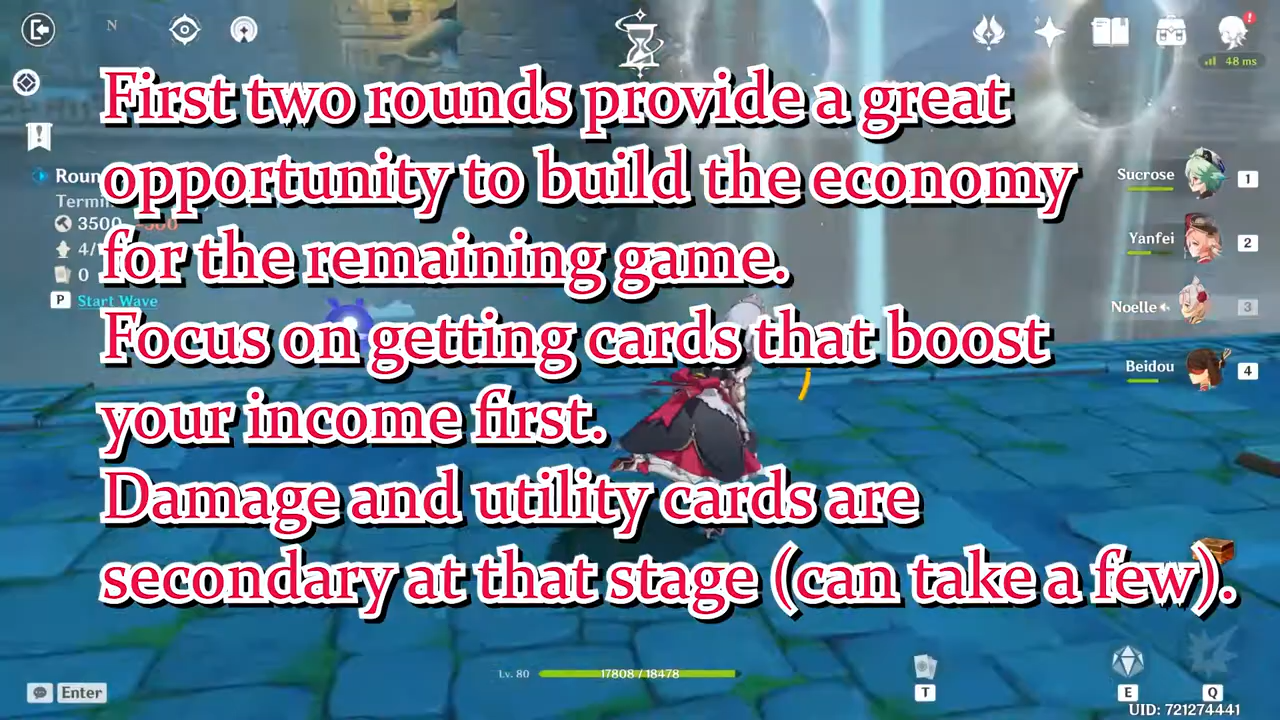 N
48 ms
First two rounds provide a great
opportunity to build the economy
for the remaining game.
Focus on getting cards that boost
your income first.
Damage and utility cards are
secondary at that stage (can take a few).
Sucrose 1
Yanfei 2
Noelle 3
Beidou 4
3500
0
P Start Wave
Lv. 80 17808 / 18478
T
E
Q
Enter
UID: 721274441